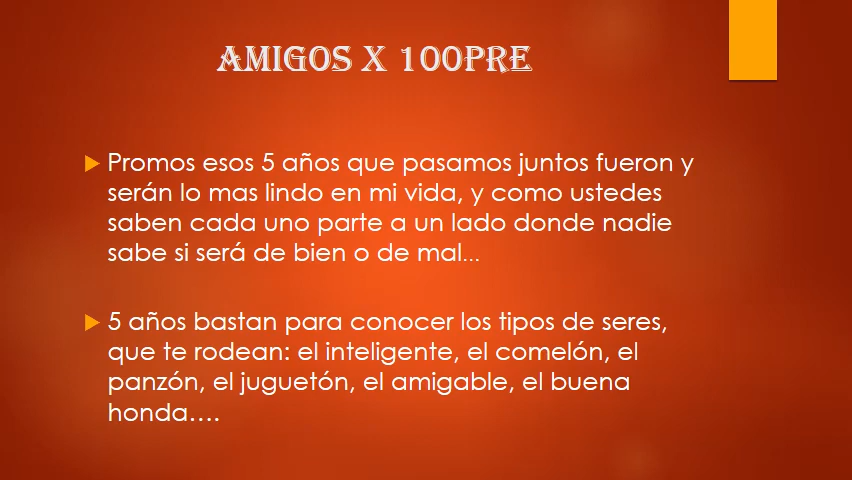 AMIGOS X 100PRE
Promos esos 5 años que pasamos juntos fueron y
serán lo mas lindo en mi vida, y como ustedes
saben cada uno parte a un lado donde nadie
sabe si será de bien o de mal...
5 años bastan para conocer los tipos de seres,
que te rodean: el inteligente, el comelón, el
panzón, el juguetón, el amigable, el buena
honda….